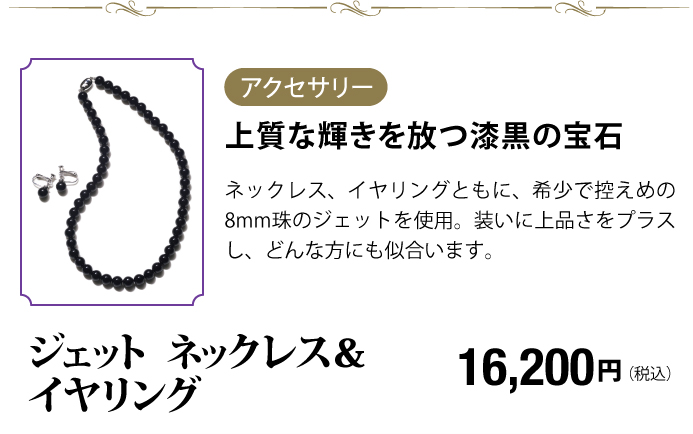 アクセサリー
上質な輝きを放つ漆黒の宝石
ネックレス、イヤリングともに、希少で控えめの
8mm珠のジェットを使用。装いに上品さをプラス
し、どんな方にも似合います。
ジェット ネックレス&
イヤリング
16,200円(税込)